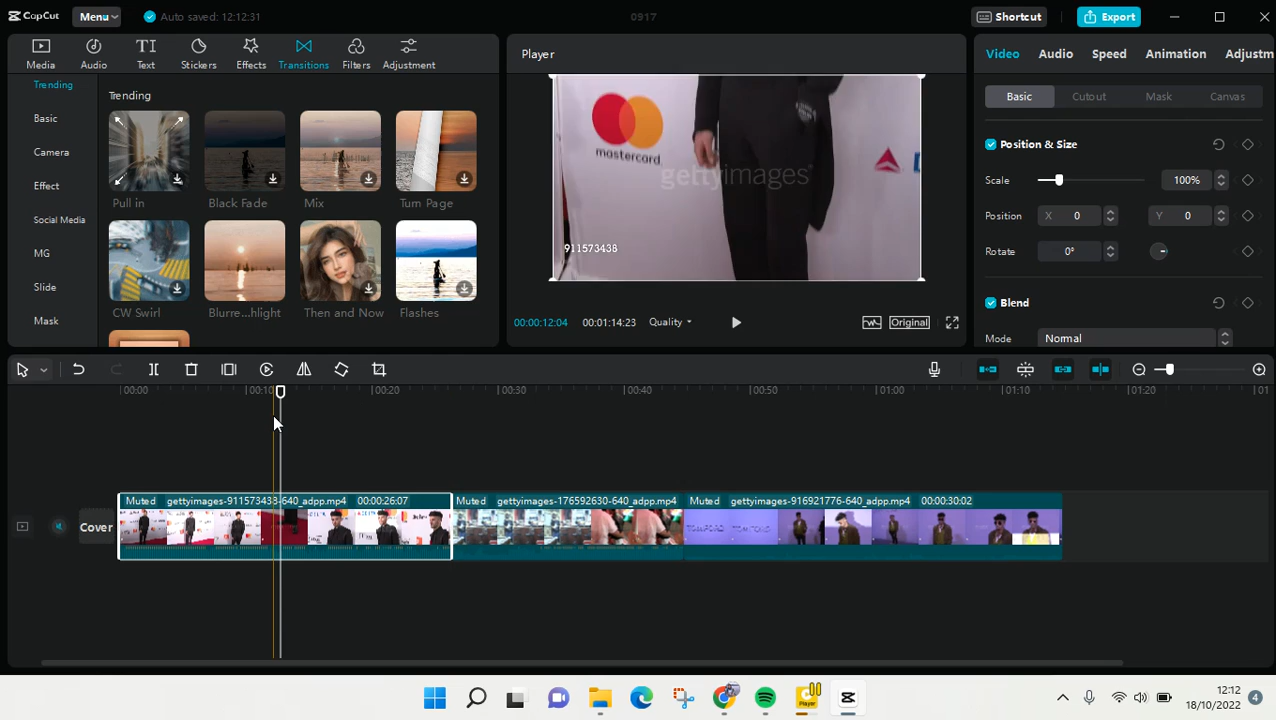 CapCut
Menu
Auto saved: 12:12:31
0917
Shortcut
Export
Media
Audio
Text
Stickers
Effects
Transitions
Filters
Adjustment
Player
Video
Audio
Speed
Animation
Adjustm
Trending
Basic
Camera
Effect
Social Media
MG
Slide
Mask
Trending
Pull in
Black Fade
Mix
Turn Page
CW Swirl
Blurre...hlight
Then and Now
Flashes
mastercard
gettyimages
911573438
00:00:12:04
00:01:14:23
Quality
Original
Basic
Cutout
Mask
Canvas
Position & Size
Scale
100%
Position
X 0
Y 0
Rotate
0°
Blend
Mode
Normal
00:00
00:10
00:20
00:30
00:40
00:50
01:00
01:10
01:20
01
Cover
Muted gettyimages-911573438-640_adpp.mp4 00:00:26:07
Muted gettyimages-176592630-640_adpp.mp4
Muted gettyimages-916921776-640_adpp.mp4 00:00:30:02
Player
12:12
18/10/2022
4